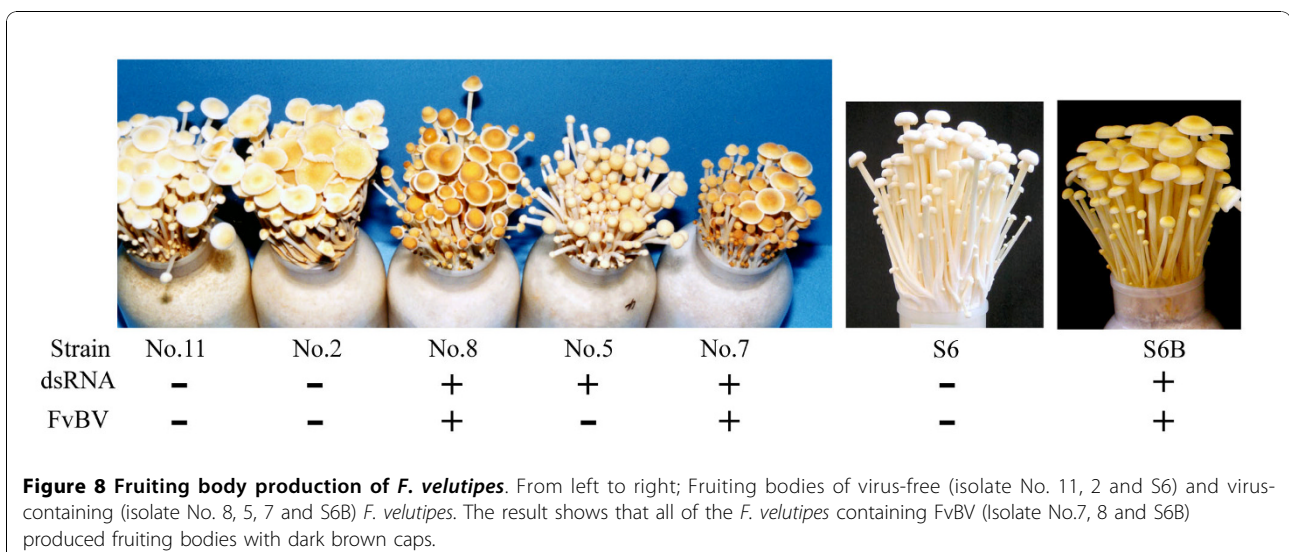 Strain No.11 No.2 No.8 No.5 No.7 S6 S6B
dsRNA - - + + + - +
FvBV - - + - + - +
Figure 8 Fruiting body production of F. velutipes. From left to right; Fruiting bodies of virus-free (isolate No. 11, 2 and S6) and virus-
containing (isolate No. 8, 5, 7 and S6B) F. velutipes. The result shows that all of the F. velutipes containing FvBV (Isolate No.7, 8 and S6B)
produced fruiting bodies with dark brown caps.